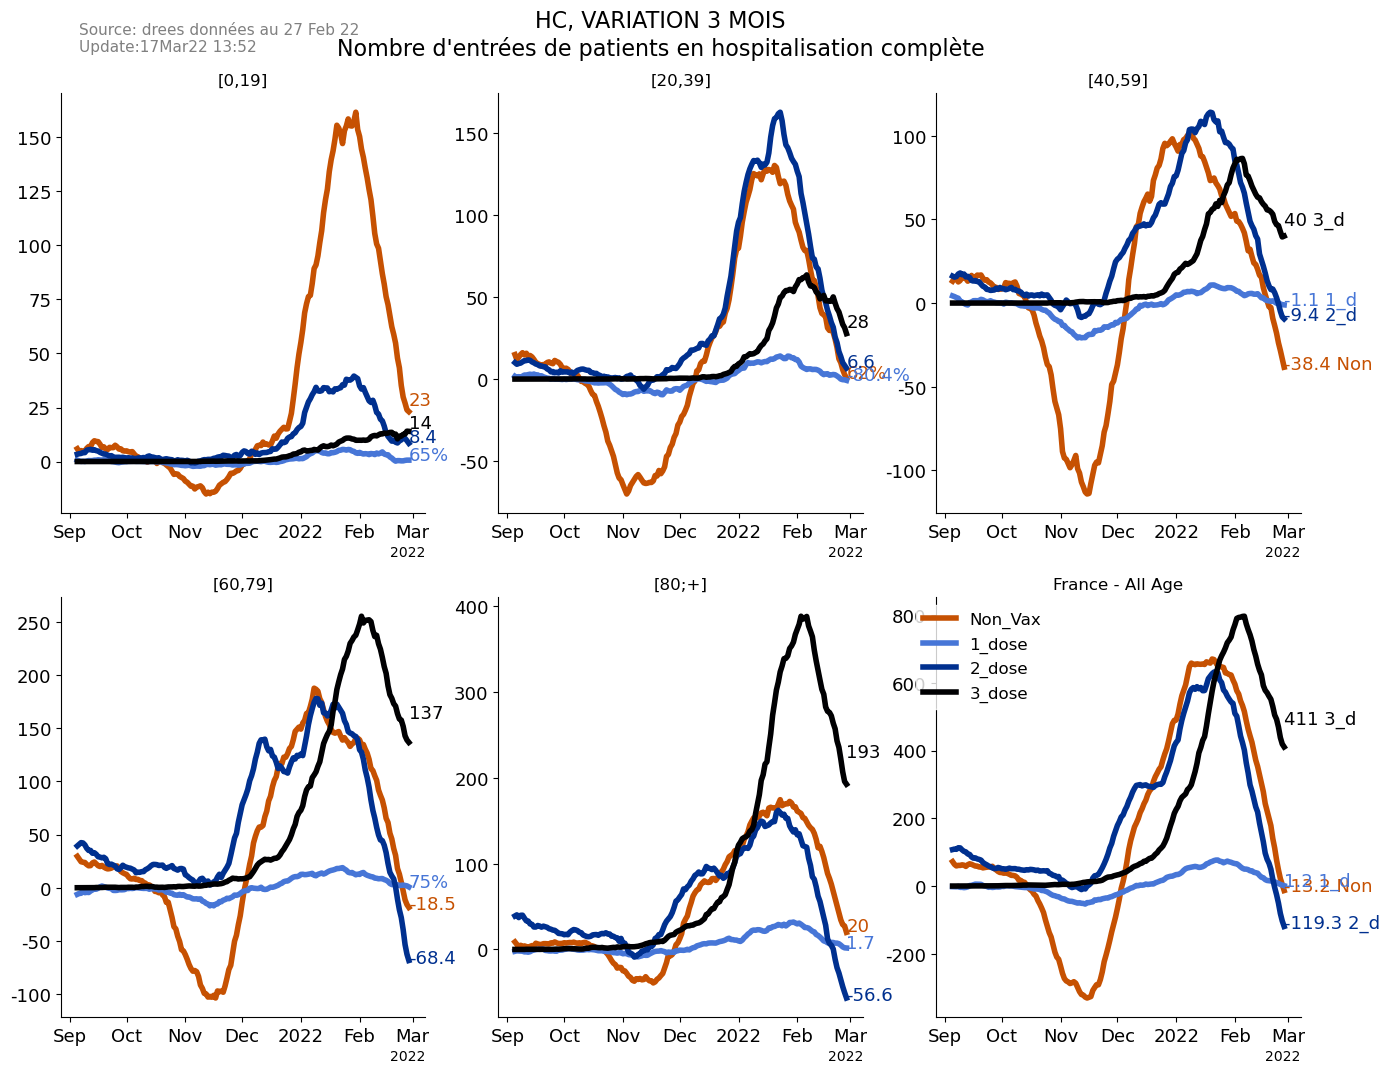 Source: drees données au 27 Feb 22
Update:17Mar22 13:52
HC, VARIATION 3 MOIS
Nombre d'entrées de patients en hospitalisation complète
[0,19]
150
125
100
75
50
25
0
23
14
8.4
65%
Sep Oct Nov Dec 2022 Feb Mar
2022
[20,39]
150
100
50
0
-50
28
6.6
Sep Oct Nov Dec 2022 Feb Mar
2022
[40,59]
100
50
0
-50
-100
40 3_d
-1.1 1_d
-9.4 2_d
-38.4 Non
Sep Oct Nov Dec 2022 Feb Mar
2022
[60,79]
250
200
150
100
50
0
-50
-100
137
75%
-18.5
-68.4
Sep Oct Nov Dec 2022 Feb Mar
2022
[80;+]
400
300
200
100
0
193
20
1.7
-56.6
Sep Oct Nov Dec 2022 Feb Mar
2022
France - All Age
800
600
400
200
0
-200
Non_Vax
1_dose
2_dose
3_dose
411 3_d
-119.3 2_d
Sep Oct Nov Dec 2022 Feb Mar
2022